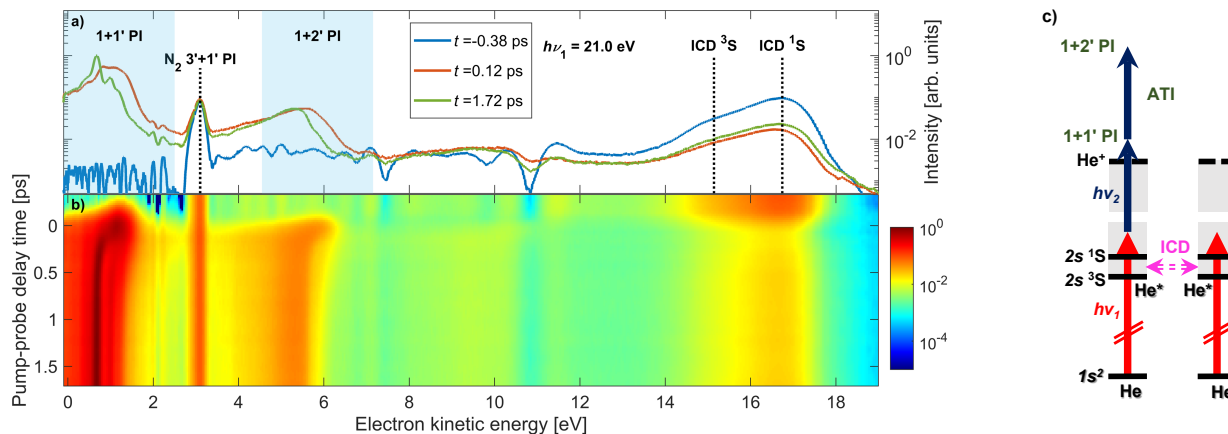 a)
1+1' PI
1+2' PI
N2 3'+1' PI
t =-0.38 ps
t =0.12 ps
t =1.72 ps
hν1 = 21.0 eV
ICD 3S
ICD 1S
10^0
10^-2
Intensity [arb. units]
b)
Pump-probe delay time [ps]
0
0.5
1
1.5
0 2 4 6 8 10 12 14 16 18
Electron kinetic energy [eV]
10^0
10^-2
10^-4
c)
1+2' PI
ATI
1+1' PI
He+
hν2
2s 1S
ICD
2s 3S
He* He*
hν1
1s2
He He